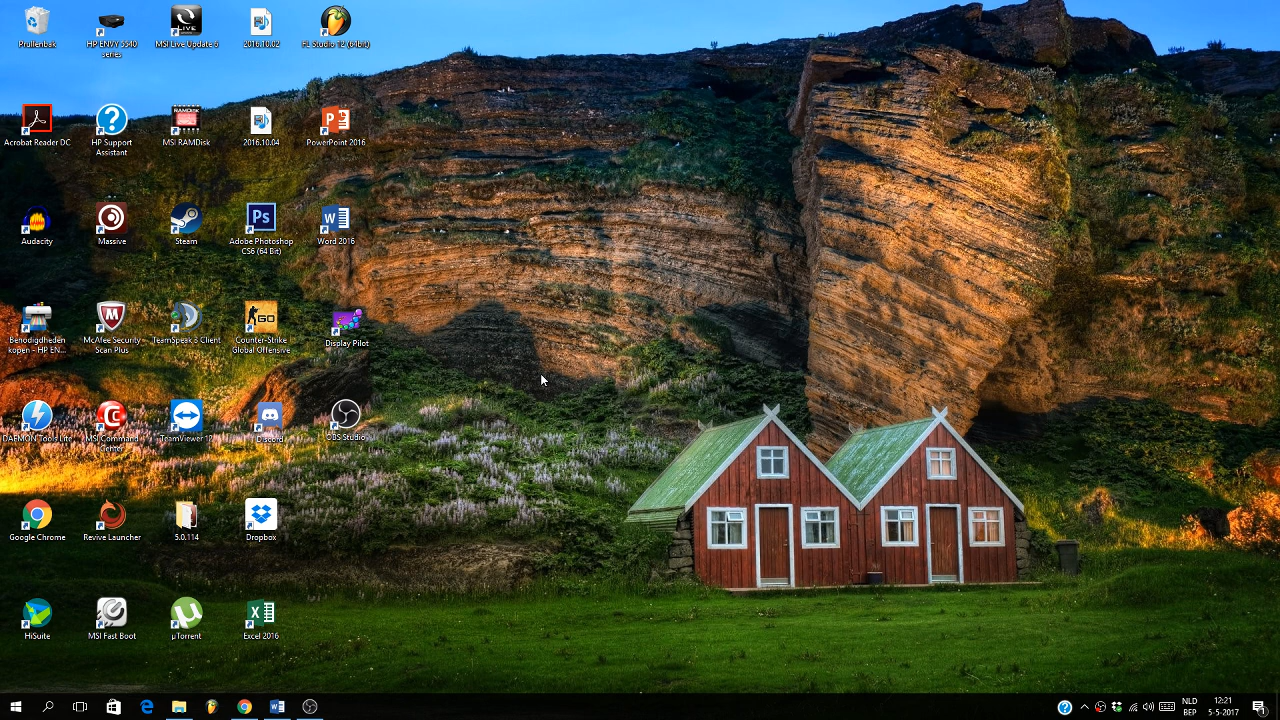 Prullenbak
HP ENVY 5540
series
MSI Live Update 6
2016.10.02
FL Studio 12 (64bit)
Acrobat Reader DC
HP Support
Assistant
MSI RAMDisk
2016.10.04
PowerPoint 2016
Audacity
Massive
Steam
Adobe Photoshop
CS6 (64 Bit)
Word 2016
Benodigdheden
kopen - HP EN...
McAfee Security
Scan Plus
TeamSpeak 3 Client
Counter-Strike
Global Offensive
Display Pilot
DAEMON Tools Lite
MSI Command
Center
TeamViewer 12
Discord
OBS Studio
Google Chrome
Revive Launcher
5.0.114
Dropbox
HiSuite
MSI Fast Boot
µTorrent
Excel 2016
LIVE
RAMDISK
Ps
GO
NLD
BEP
12:21
5-5-2017